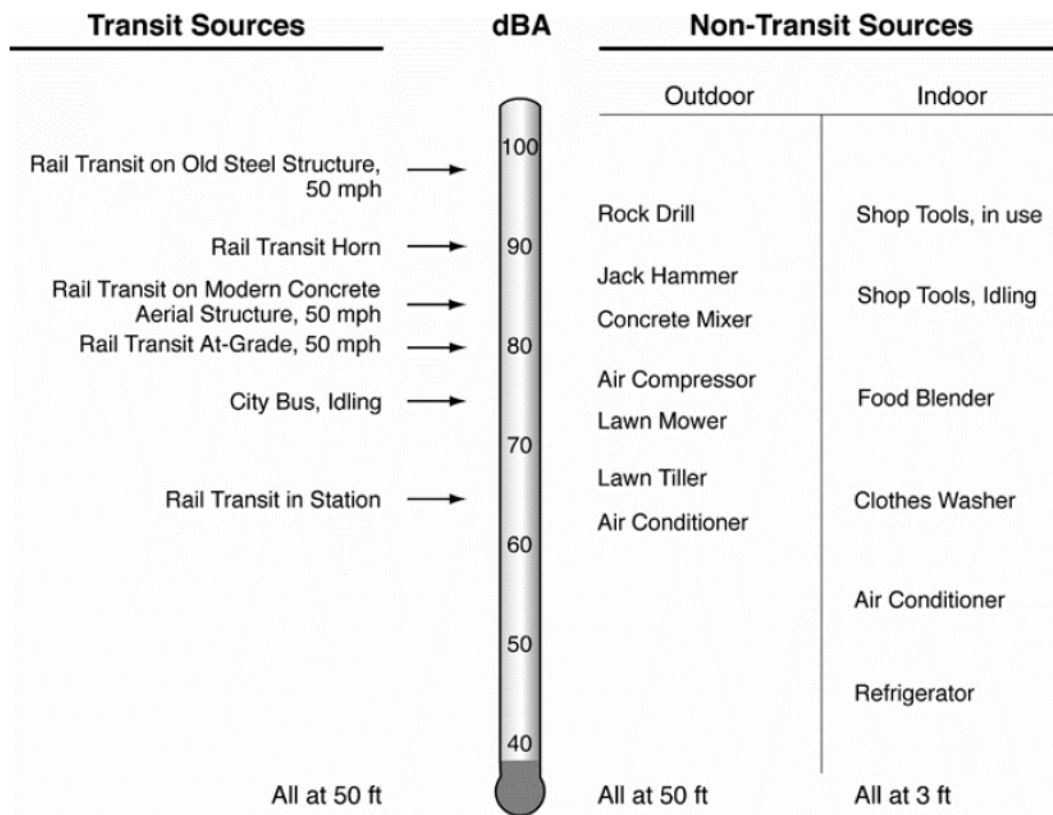 Transit Sources
dBA
Non-Transit Sources
Outdoor
Indoor
Rail Transit on Old Steel Structure,
50 mph
Rail Transit Horn
Rail Transit on Modern Concrete
Aerial Structure, 50 mph
Rail Transit At-Grade, 50 mph
City Bus, Idling
Rail Transit in Station
All at 50 ft
100
90
80
70
60
50
40
Rock Drill
Jack Hammer
Concrete Mixer
Air Compressor
Lawn Mower
Lawn Tiller
Air Conditioner
All at 50 ft
Shop Tools, in use
Shop Tools, Idling
Food Blender
Clothes Washer
Air Conditioner
Refrigerator
All at 3 ft